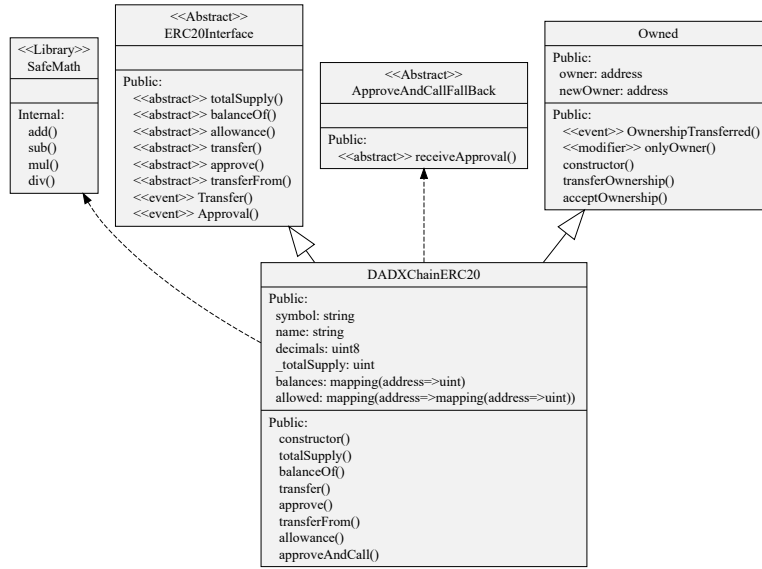 <<Library>>
SafeMath
Internal:
add()
sub()
mul()
div()
<<Abstract>>
ERC20Interface
Public:
<<abstract>> totalSupply()
<<abstract>> balanceOf()
<<abstract>> allowance()
<<abstract>> transfer()
<<abstract>> approve()
<<abstract>> transferFrom()
<<event>> Transfer()
<<event>> Approval()
<<Abstract>>
ApproveAndCallFallBack
Public:
<<abstract>> receiveApproval()
Owned
Public:
owner: address
newOwner: address
Public:
<<event>> OwnershipTransferred()
<<modifier>> onlyOwner()
constructor()
transferOwnership()
acceptOwnership()
DADXChainERC20
Public:
symbol: string
name: string
decimals: uint8
_totalSupply: uint
balances: mapping(address=>uint)
allowed: mapping(address=>mapping(address=>uint))
Public:
constructor()
totalSupply()
balanceOf()
transfer()
approve()
transferFrom()
allowance()
approveAndCall()